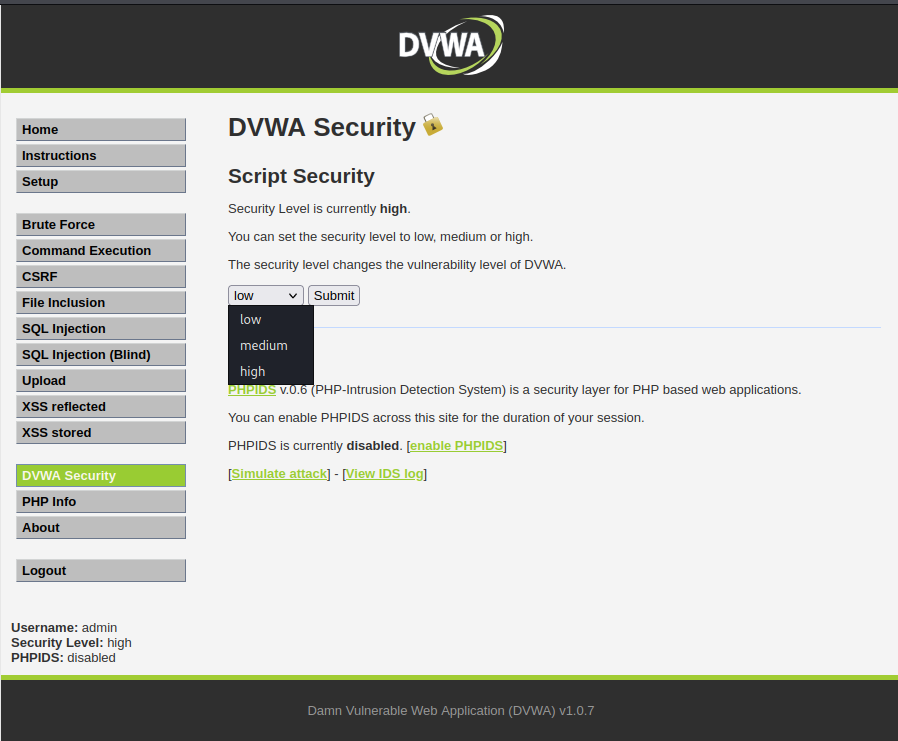 DVWA
Home
Instructions
Setup
Brute Force
Command Execution
CSRF
File Inclusion
SQL Injection
SQL Injection (Blind)
Upload
XSS reflected
XSS stored
DVWA Security
PHP Info
About
Logout
Username: admin
Security Level: high
PHPIDS: disabled
DVWA Security
Script Security
Security Level is currently high.
You can set the security level to low, medium or high.
The security level changes the vulnerability level of DVWA.
low Submit
low
medium
high
PHPIDS v.0.6 (PHP-Intrusion Detection System) is a security layer for PHP based web applications.
You can enable PHPIDS across this site for the duration of your session.
PHPIDS is currently disabled. [enable PHPIDS]
[Simulate attack] - [View IDS log]
Damn Vulnerable Web Application (DVWA) v1.0.7